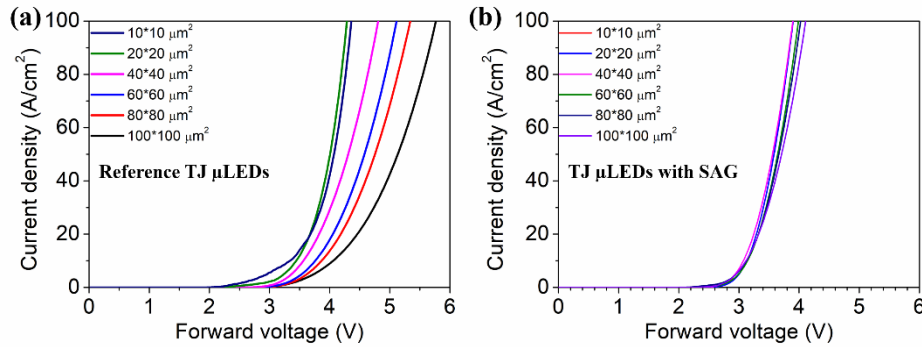 (a)
Current density (A/cm²)
100
80
60
40
20
0
10*10 μm²
20*20 μm²
40*40 μm²
60*60 μm²
80*80 μm²
100*100 μm²
Reference TJ μLEDs
0 1 2 3 4 5 6
Forward voltage (V)
(b)
Current density (A/cm²)
100
80
60
40
20
0
10*10 μm²
20*20 μm²
40*40 μm²
60*60 μm²
80*80 μm²
100*100 μm²
TJ μLEDs with SAG
0 1 2 3 4 5 6
Forward voltage (V)